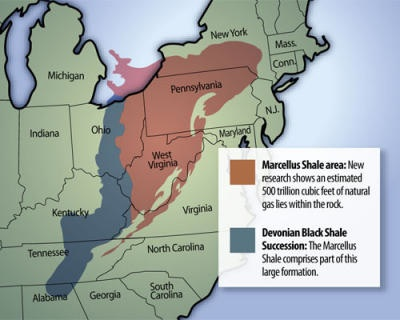 New York
Michigan
Mass.
Conn.
Pennsylvania
N.J.
Ohio
Indiana
Maryland
West
Virginia
Virginia
Kentucky
Tennessee
North Carolina
South
Carolina
Alabama
Georgia
Marcellus Shale area: New
research shows an estimated
500 trillion cubic feet of natural
gas lies within the rock.
Devonian Black Shale
Succession: The Marcellus
Shale comprises part of this
large formation.